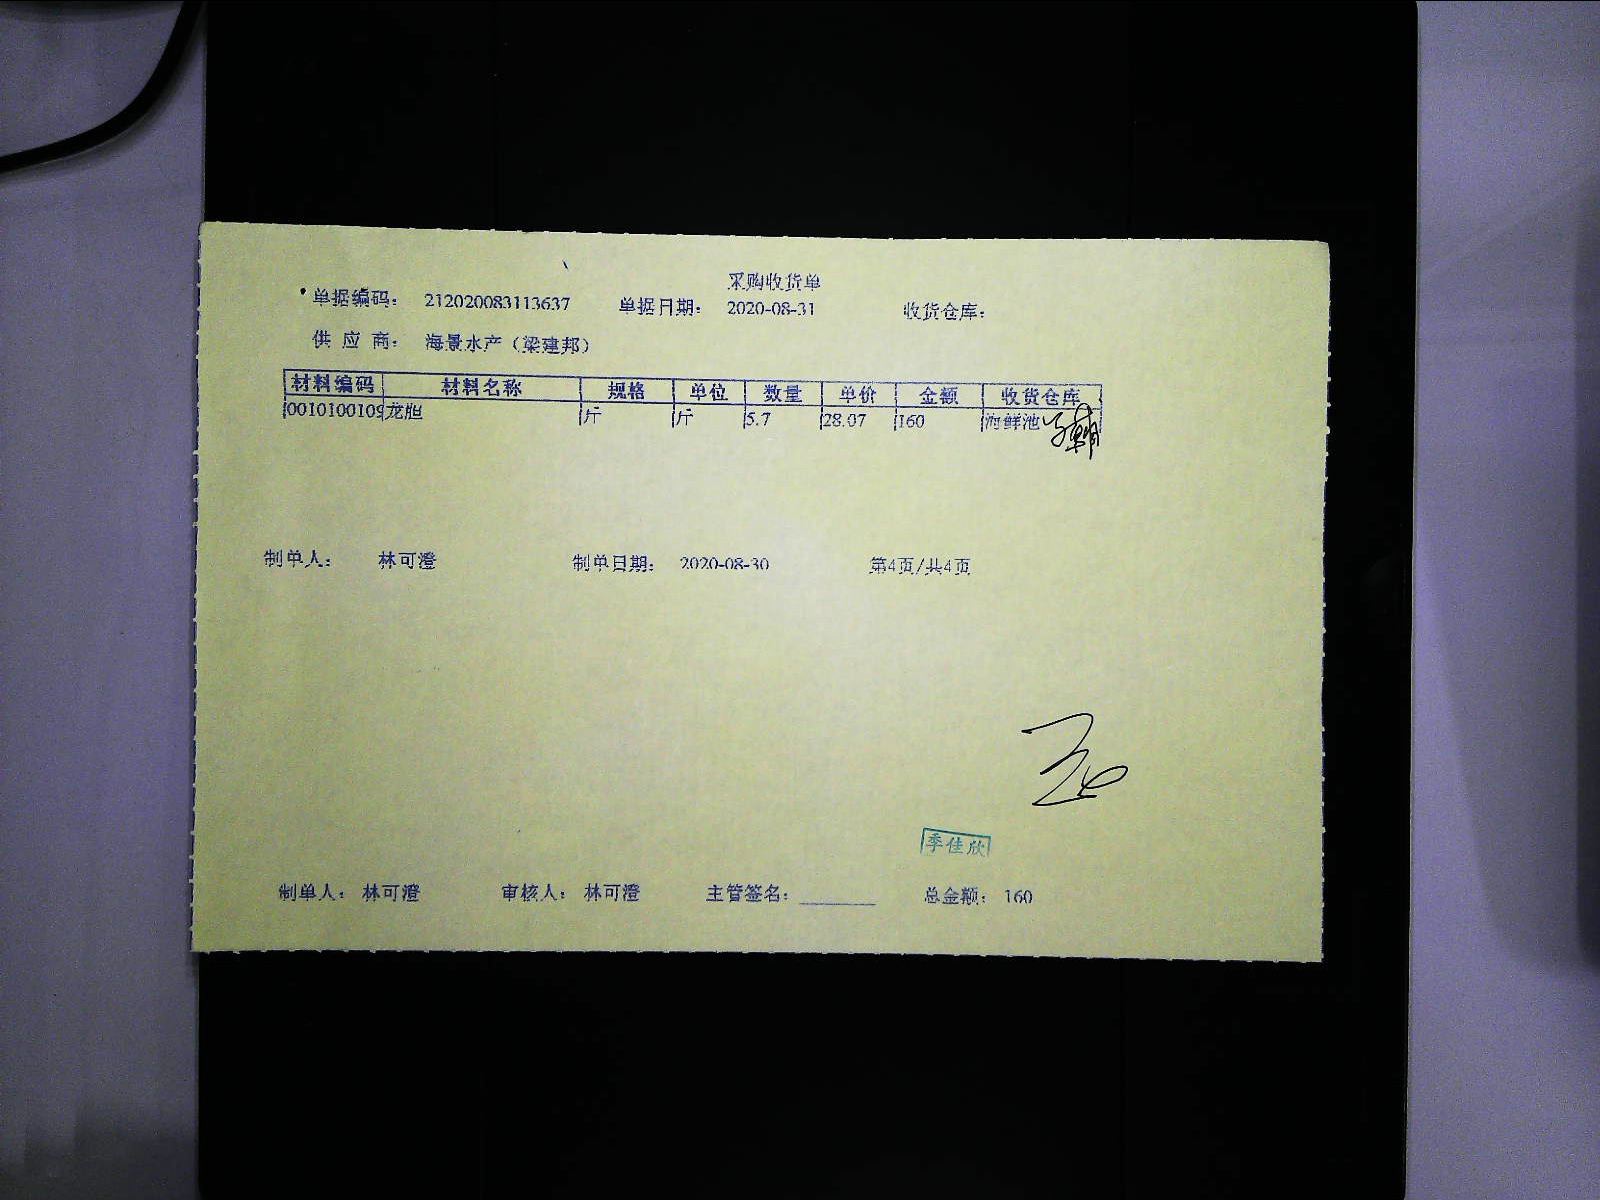 采购收货单
单据编码： 212020083113637 单据日期： 2020-08-31 收货仓库：
供 应 商： 海景水产（梁建邦）
材料编码 材料名称 规格 单位 数量 单价 金额 收货仓库
0010100109 龙胆 斤 斤 5.7 28.07 160 海鲜池
制单人： 林可澄 制单日期： 2020-08-30 第4页/共4页
季佳欣
制单人： 林可澄 审核人： 林可澄 主管签名： 总金额： 160